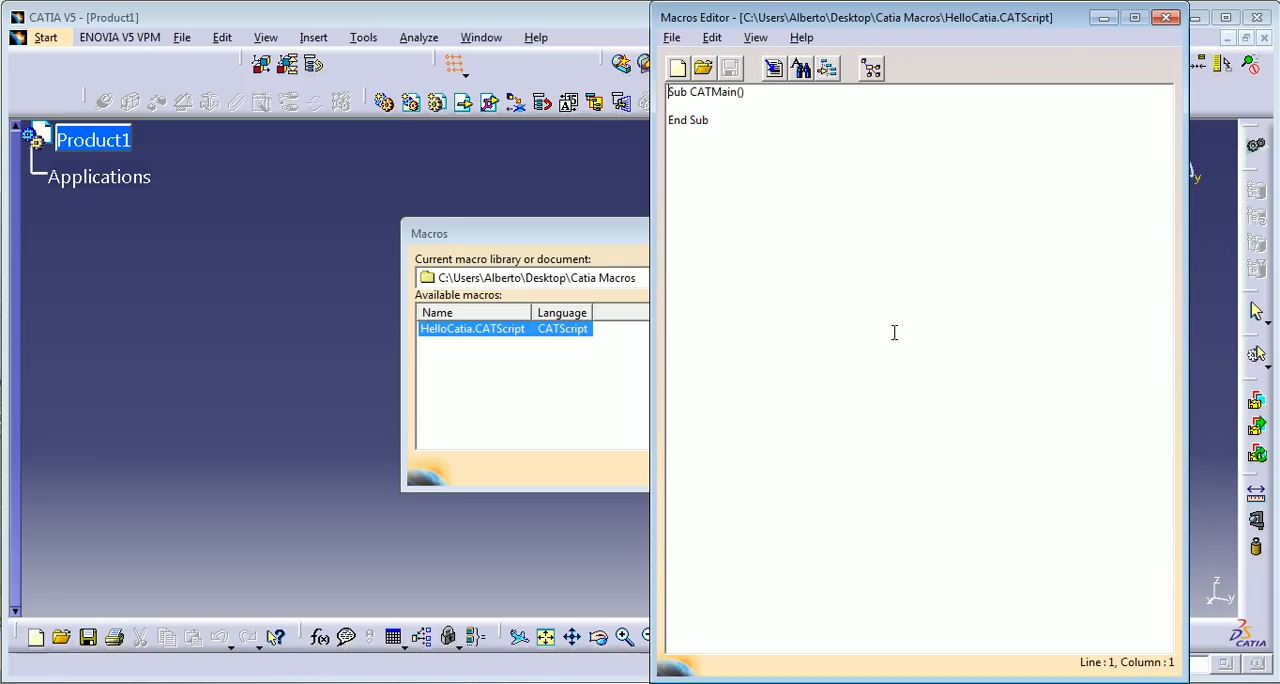 CATIA V5 - [Product1]
Start ENOVIA V5 VPM File Edit View Insert Tools Analyze Window Help
Product1
Applications
Macros
Current macro library or document:
C:\Users\Alberto\Desktop\Catia Macros
Available macros:
Name Language
HelloCatia.CATScript CATScript
Macros Editor - [C:\Users\Alberto\Desktop\Catia Macros\HelloCatia.CATScript]
File Edit View Help
Sub CATMain()
End Sub
Line : 1, Column : 1
y
z
x y
f(x)
DS
CATIA